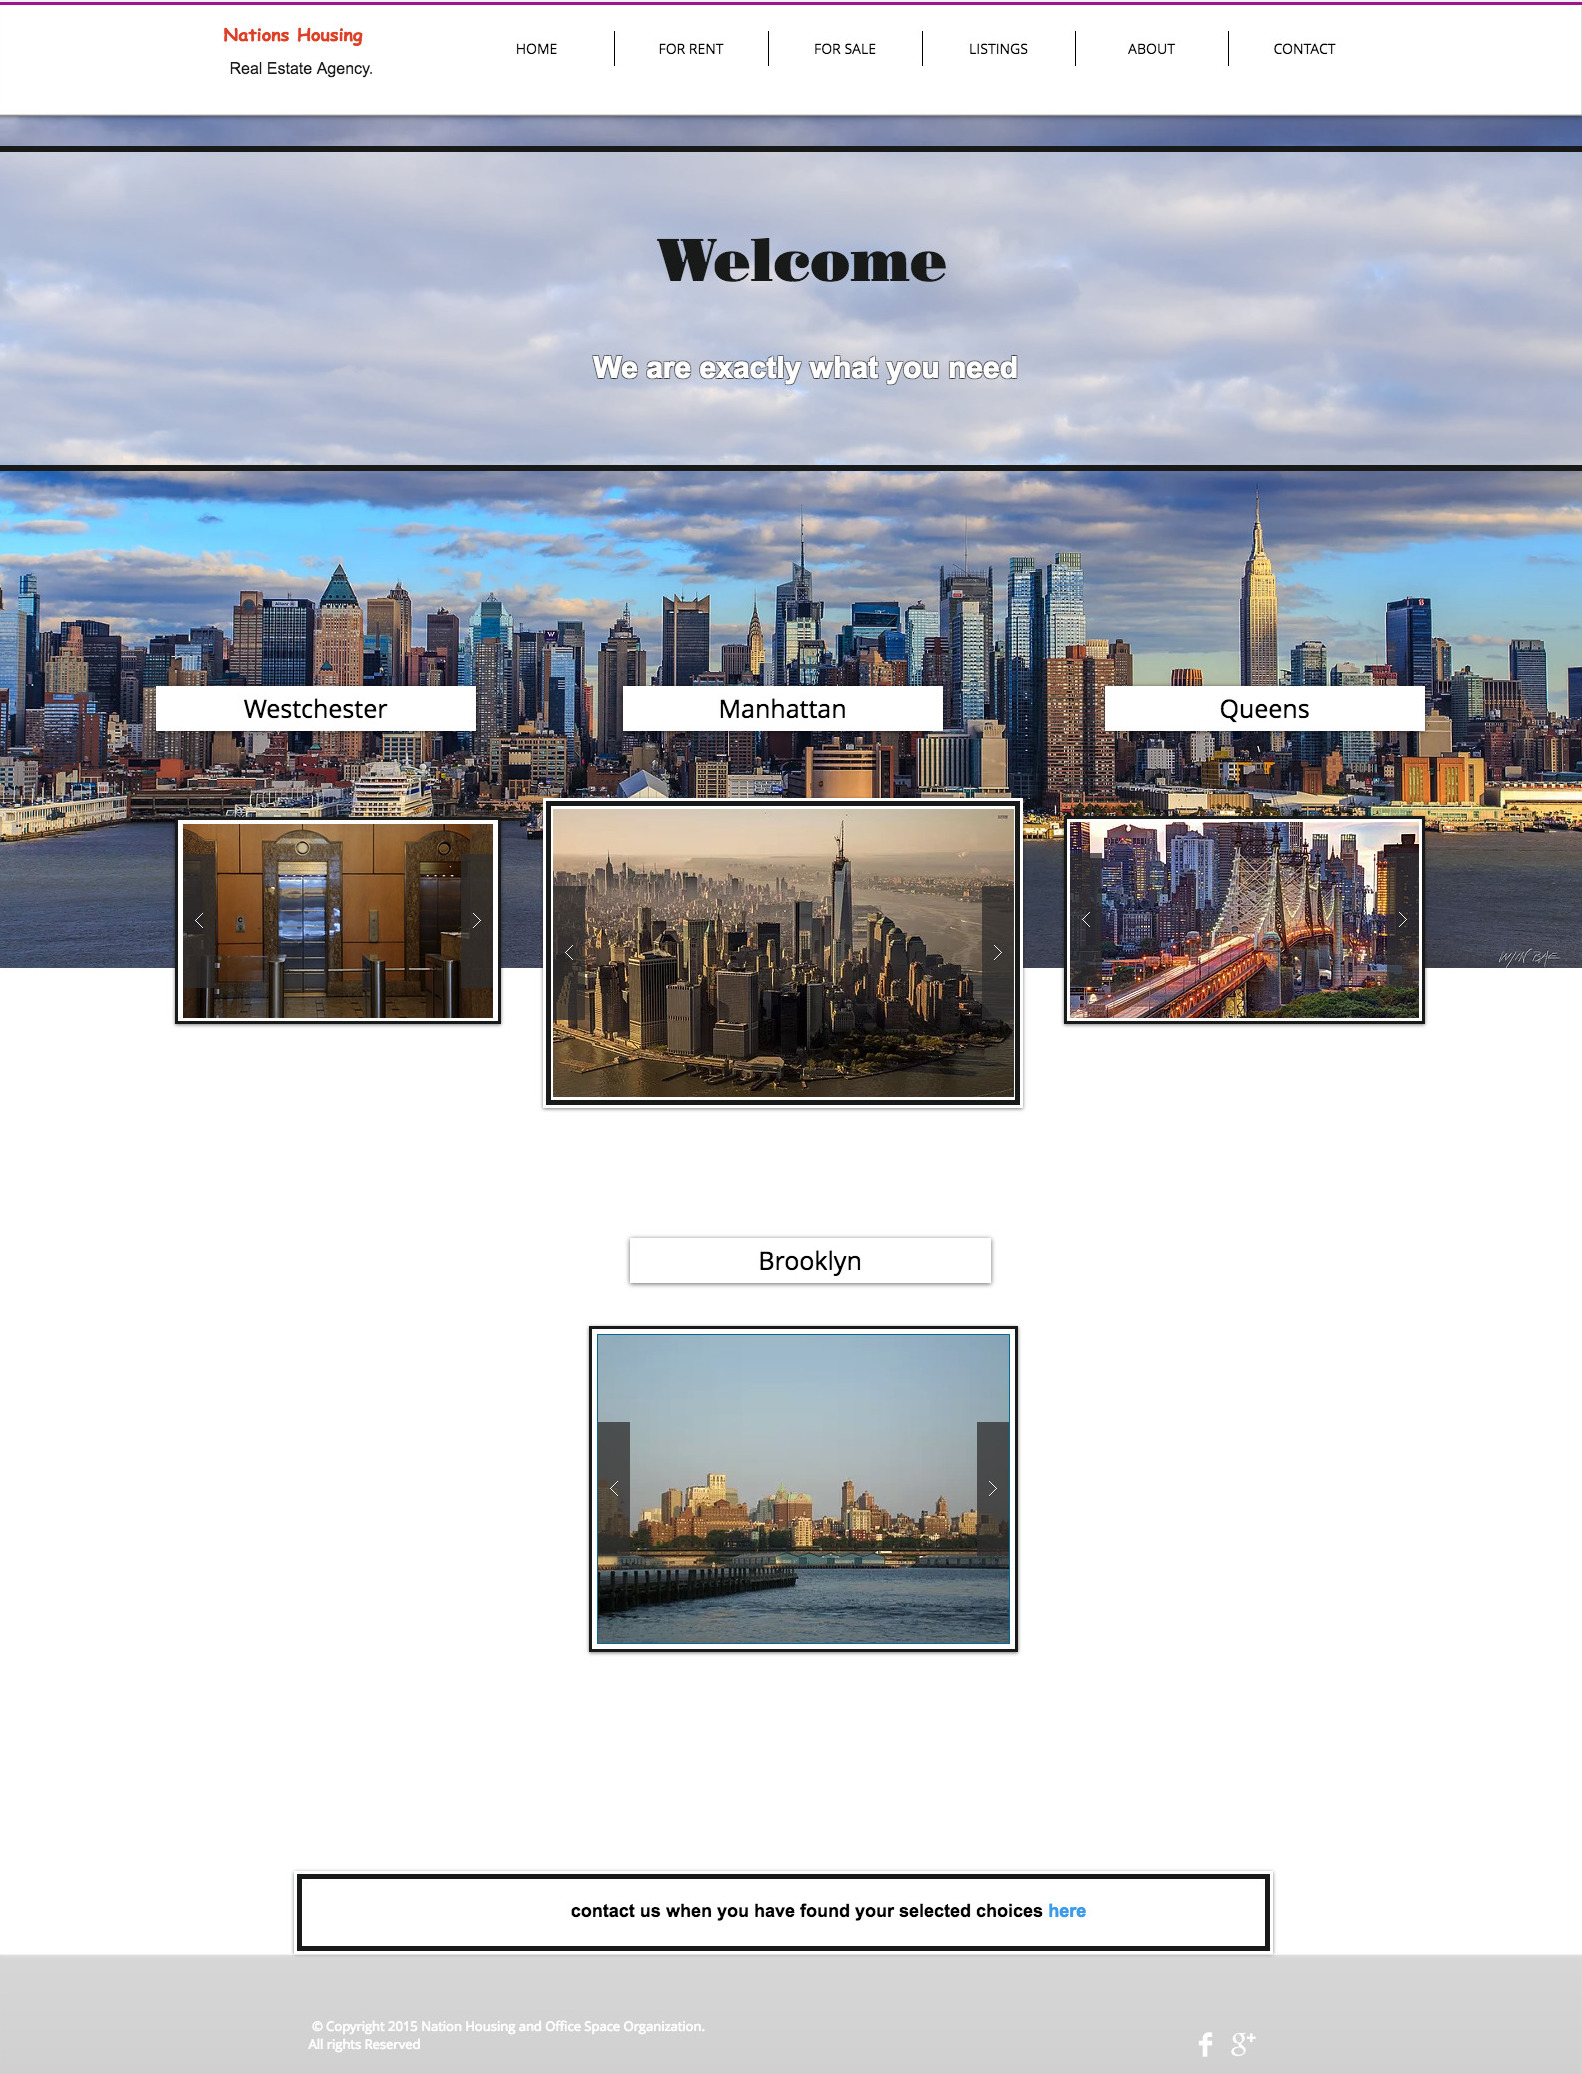 Nations Housing
Real Estate Agency.
HOME
FOR RENT
FOR SALE
LISTINGS
ABOUT
CONTACT
Welcome
We are exactly what you need
Westchester
Manhattan
Queens
WJIN BAE
Brooklyn
contact us when you have found your selected choices here
© Copyright 2015 Nation Housing and Office Space Organization.
All rights Reserved